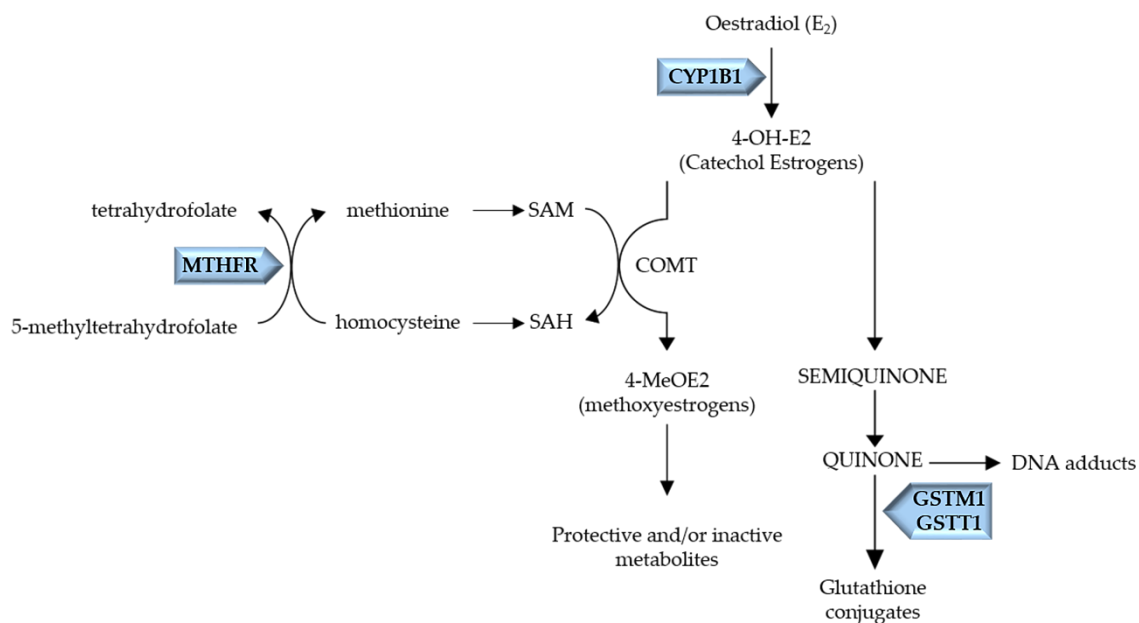 Oestradiol (E₂)
CYP1B1
4-OH-E2
(Catechol Estrogens)
tetrahydrofolate
methionine
SAM
MTHFR
COMT
5-methyltetrahydrofolate
homocysteine
SAH
4-MeOE2
(methoxyestrogens)
SEMIQUINONE
QUINONE
DNA adducts
GSTM1
GSTT1
Protective and/or inactive
metabolites
Glutathione
conjugates